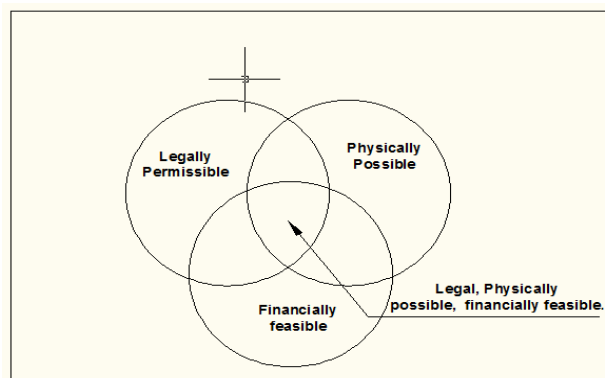 Legally
Permissible
Physically
Possible
Financially
feasible
Legal, Physically
possible, financially feasible.